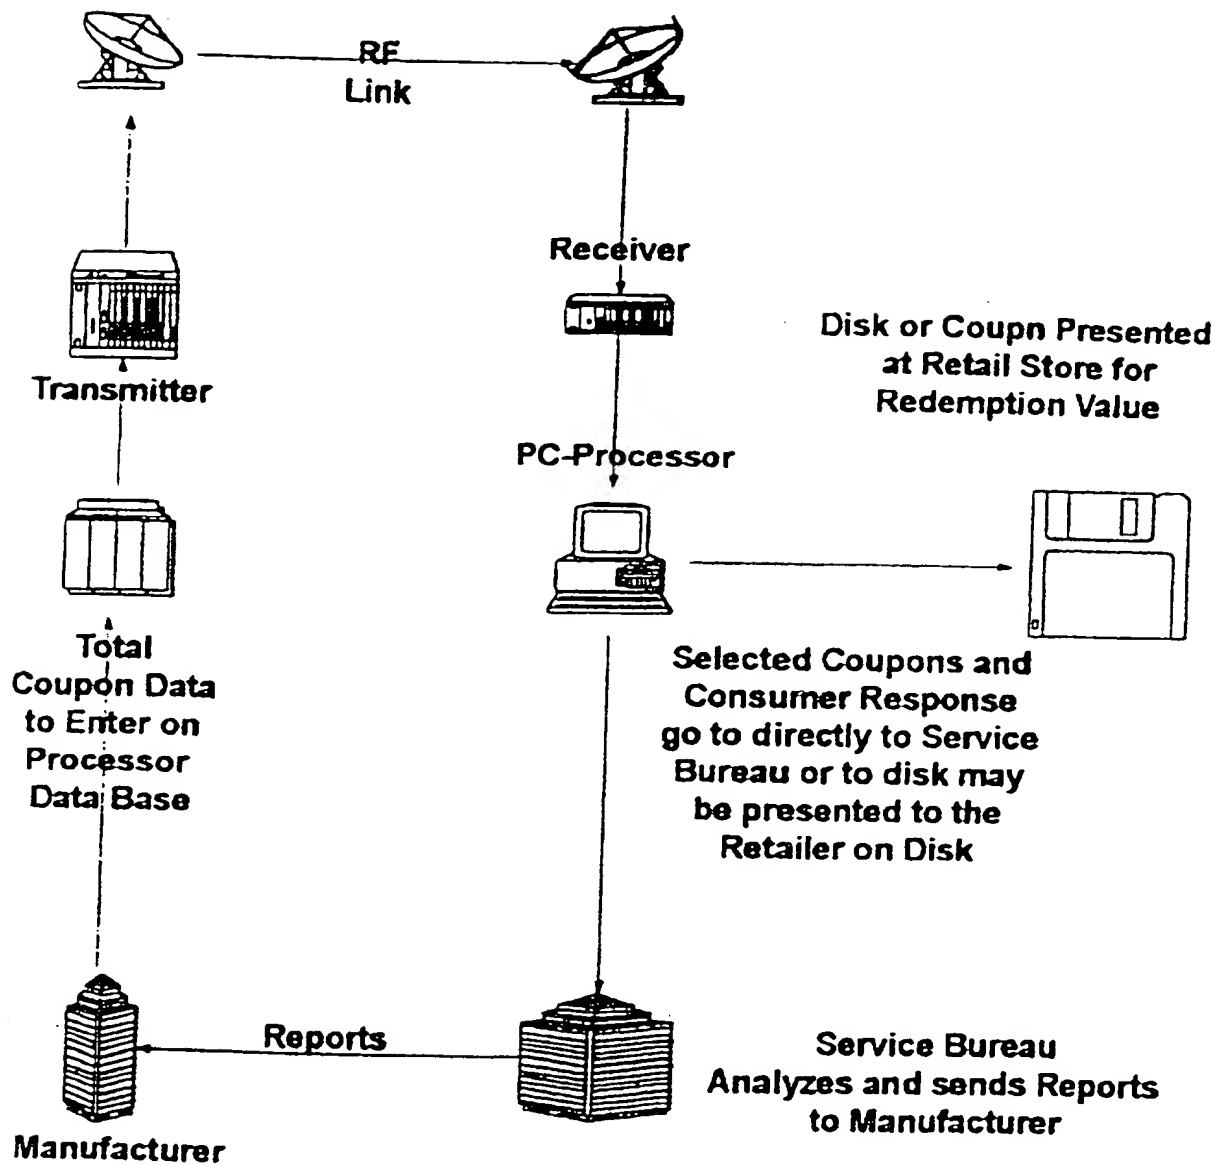 RF
Link
Receiver
Disk or Coupn Presented
at Retail Store for
Redemption Value
Transmitter
PC-Processor
Total
Coupon Data
to Enter on
Processor
Data Base
Selected Coupons and
Consumer Response
go to directly to Service
Bureau or to disk may
be presented to the
Retailer on Disk
Reports
Service Bureau
Analyzes and sends Reports
to Manufacturer
Manufacturer